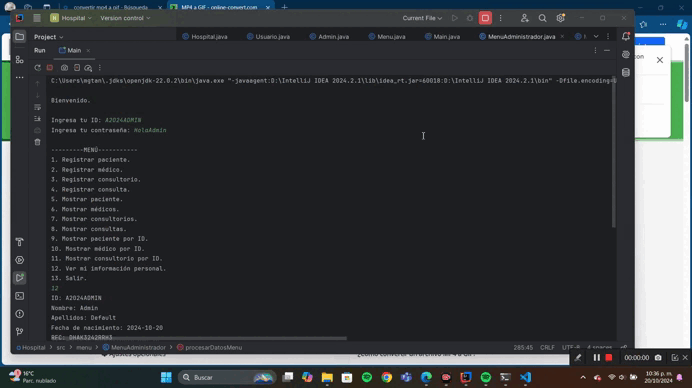 convertir mp4 a gif - Búsqueda
MP4 a GIF - online-convert.com
Hospital
Version control
Current File
Project
Hospital.java
Usuario.java
Admin.java
Menu.java
Main.java
MenuAdministrador.java
Run
Main
C:\Users\mgtan\.jdks\openjdk-22.0.2\bin\java.exe "-javaagent:D:\IntelliJ IDEA 2024.2.1\lib\idea_rt.jar=60018:D:\IntelliJ IDEA 2024.2.1\bin" -Dfile.encoding=U
Bienvenido.
Ingresa tu ID: A2024ADMIN
Ingresa tu contraseña: HolaAdmin
---------MENÚ-----------
1. Registrar paciente.
2. Registrar médico.
3. Registrar consultorio.
4. Registrar consulta.
5. Mostrar paciente.
6. Mostrar médicos.
7. Mostrar consultorios.
8. Mostrar consultas.
9. Mostrar paciente por ID.
10. Mostrar médico por ID.
11. Mostrar consultorio por ID.
12. Ver mi información personal.
13. Salir.
12
ID: A2024ADMIN
Nombre: Admin
Apellidos: Default
Fecha de nacimiento: 2024-10-20
RFC: DHAK3242RRH3
Hospital
src
menu
MenuAdministrador
procesarDatosMenu
285:45
CRLF
UTF-8
4 spaces
Ajustes opcionales
00:00:00
16°C
Parc. nublado
Buscar
10:36 p. m.
20/10/2024